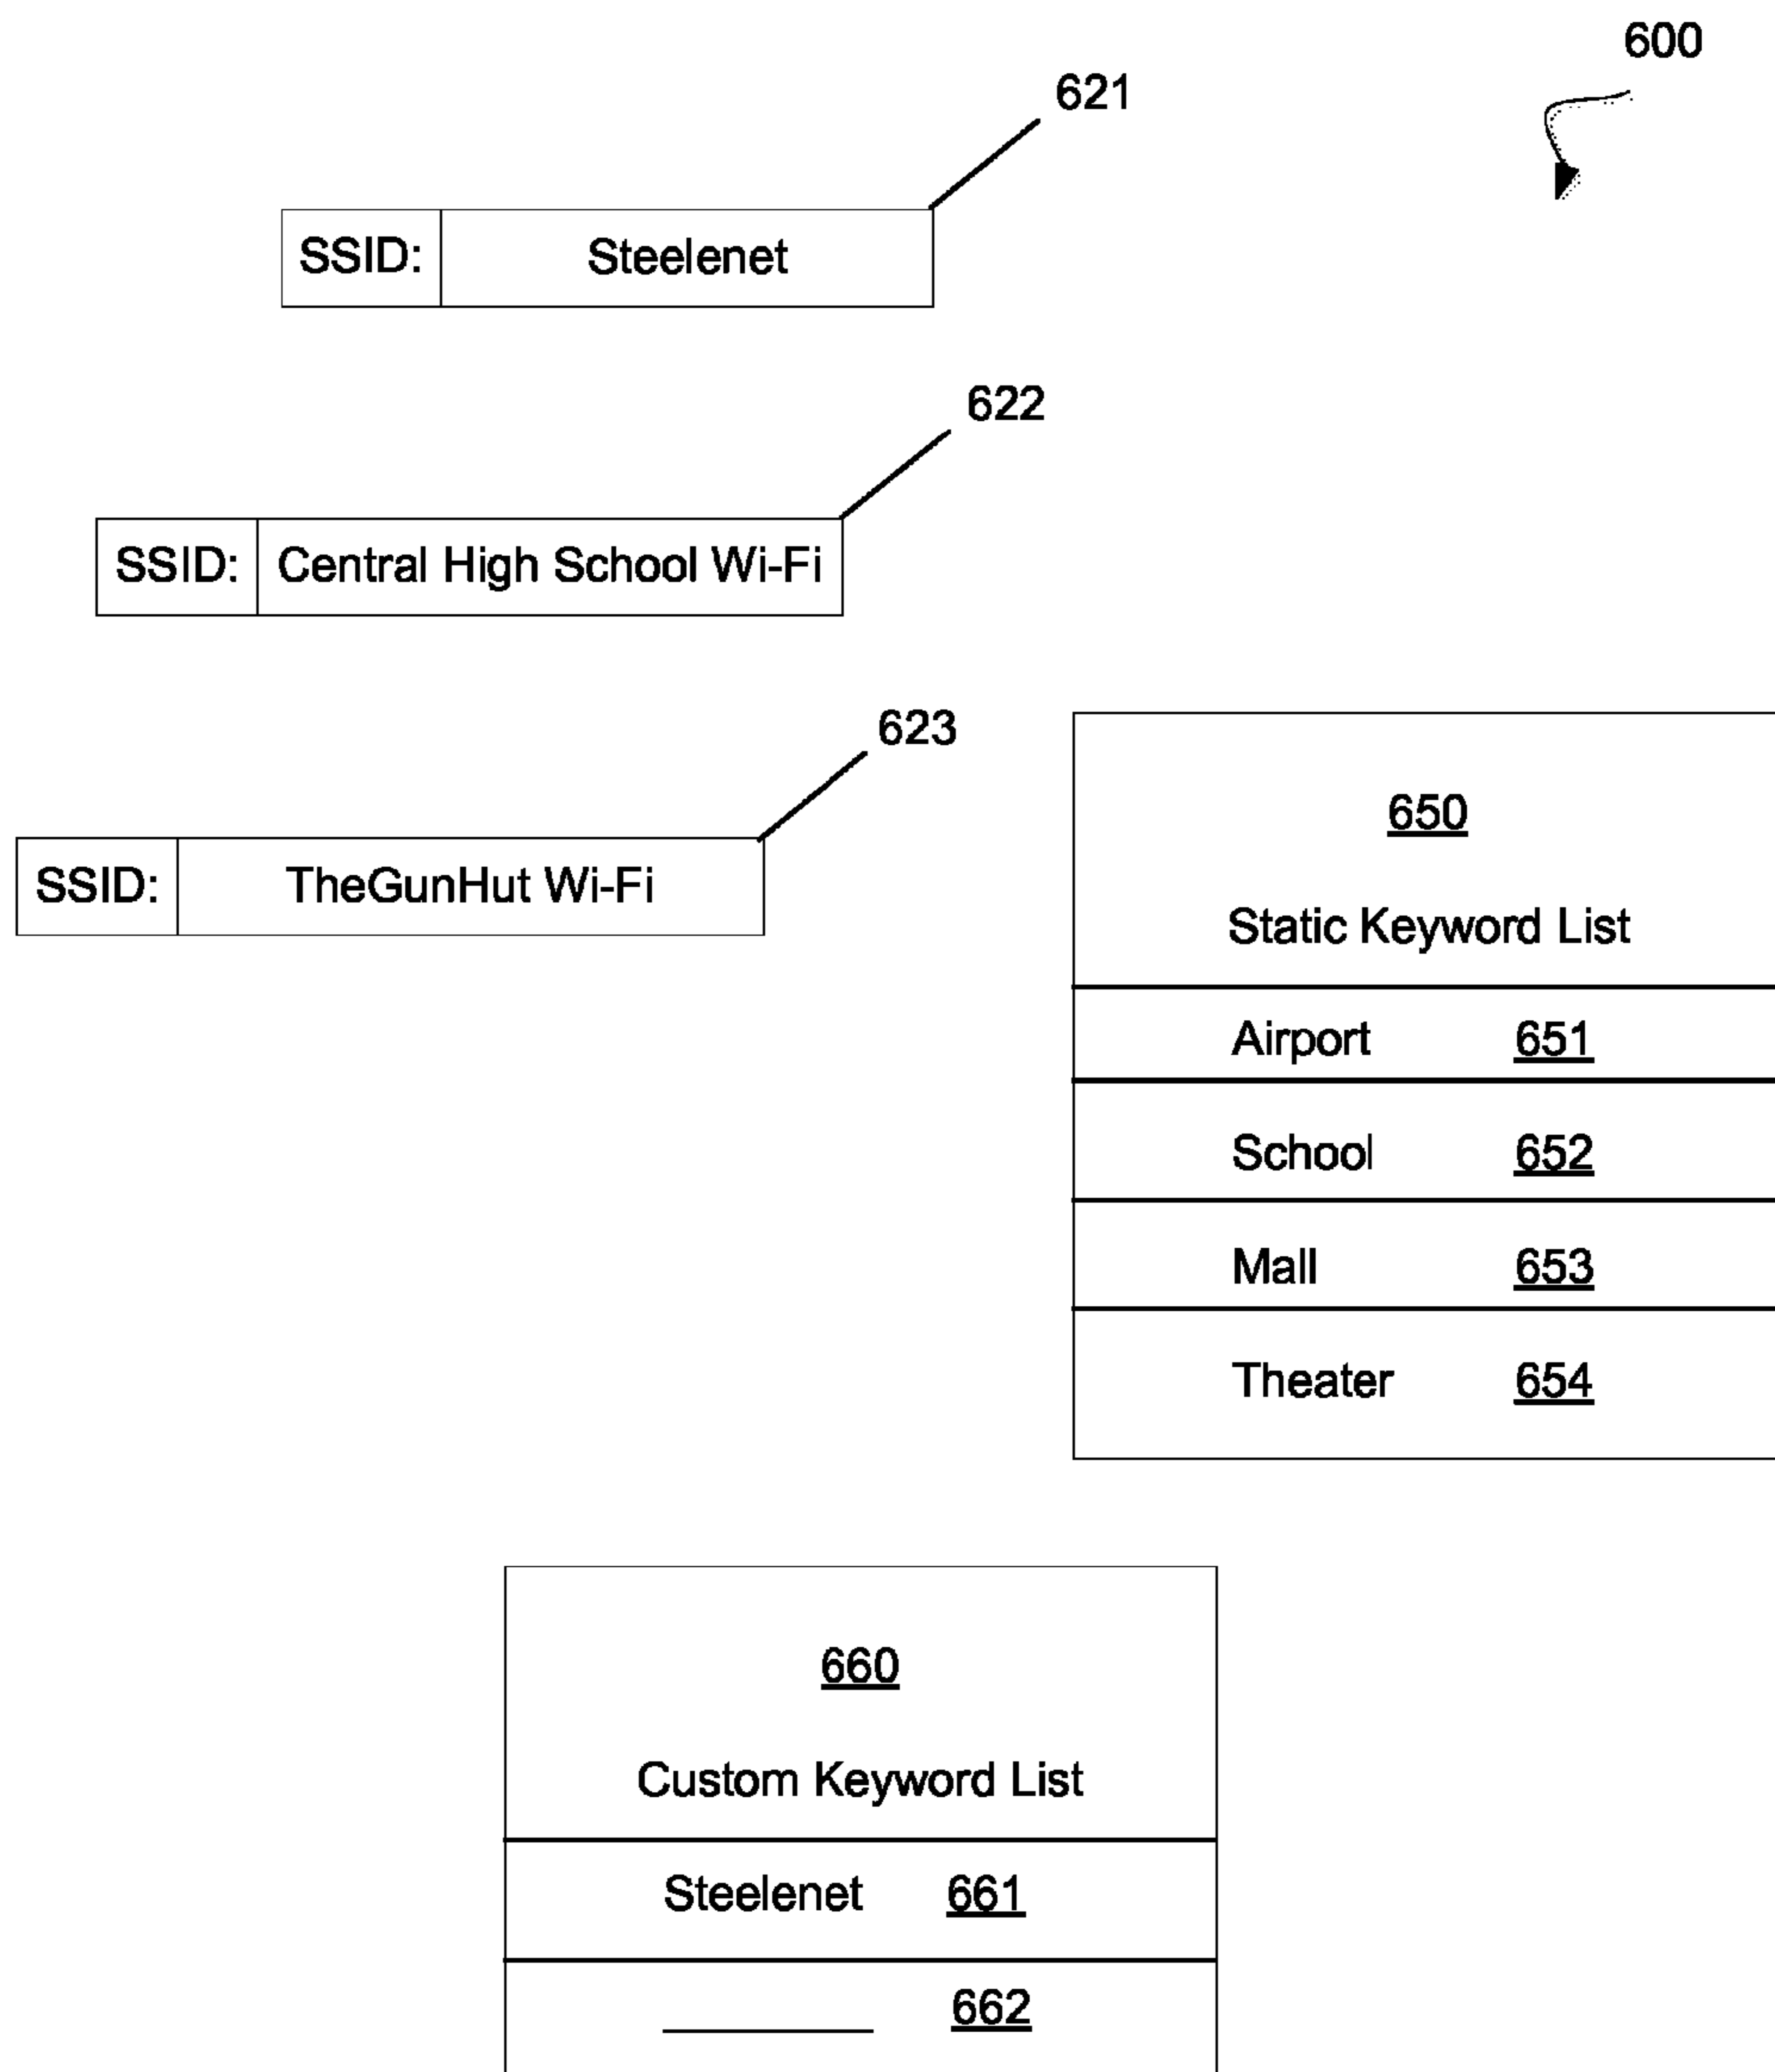 600
621
SSID: Steelenet
622
SSID: Central High School Wi-Fi
623
SSID: TheGunHut Wi-Fi
650
Static Keyword List
Airport 651
School 652
Mall 653
Theater 654
660
Custom Keyword List
Steelenet 661
662